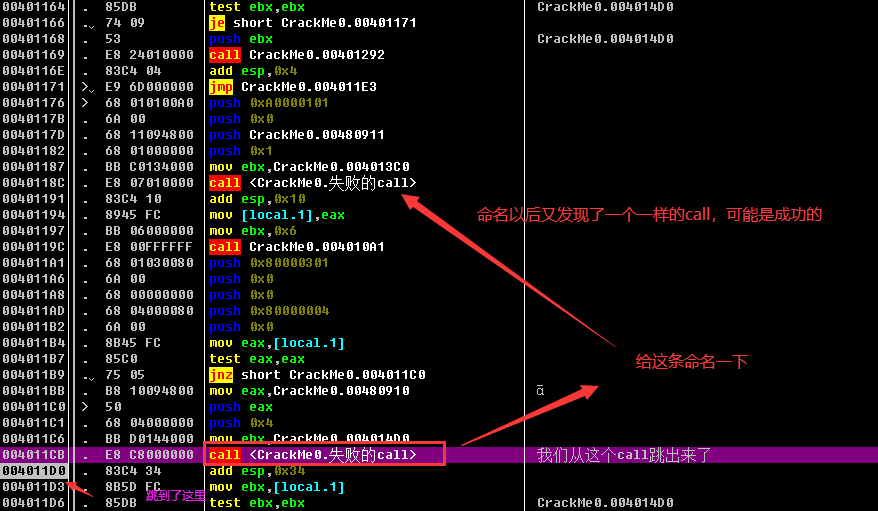 00401164 . 85DB test ebx,ebx CrackMe0.004014D0
00401166 . 74 09 je short CrackMe0.00401171
00401168 . 53 push ebx CrackMe0.004014D0
00401169 . E8 24010000 call CrackMe0.00401292
0040116E . 83C4 04 add esp,0x4
00401171 > E9 6D000000 jmp CrackMe0.004011E3
00401176 > 68 010100A0 push 0xA0000101
0040117B . 6A 00 push 0x0
0040117D . 68 11094800 push CrackMe0.00480911
00401182 . 68 01000000 push 0x1
00401187 . BB C0134000 mov ebx,CrackMe0.004013C0
0040118C . E8 07010000 call <CrackMe0.失败的call>
00401191 . 83C4 10 add esp,0x10
00401194 . 8945 FC mov [local.1],eax
命名以后又发现了一个一样的call，可能是成功的
00401197 . BB 06000000 mov ebx,0x6
0040119C . E8 00FFFFFF call CrackMe0.004010A1
004011A1 . 68 01030080 push 0x80000301
004011A6 . 6A 00 push 0x0
004011A8 . 68 00000000 push 0x0
004011AD . 68 04000080 push 0x80000004
004011B2 . 6A 00 push 0x0
004011B4 . 8B45 FC mov eax,[local.1]
004011B7 . 85C0 test eax,eax
给这条命名一下
004011B9 . 75 05 jnz short CrackMe0.004011C0
004011BB . B8 10094800 mov eax,CrackMe0.00480910
004011C0 > 50 push eax
004011C1 . 68 04000000 push 0x4
004011C6 . BB D0144000 mov ebx,CrackMe0.004014D0
004011CB . E8 C8000000 call <CrackMe0.失败的call> 我们从这个call跳出来了
004011D0 . 83C4 34 add esp,0x34
004011D3 . 8B5D FC mov ebx,[local.1]
跳到了这里
004011D6 . 85DB test ebx,ebx CrackMe0.004014D0